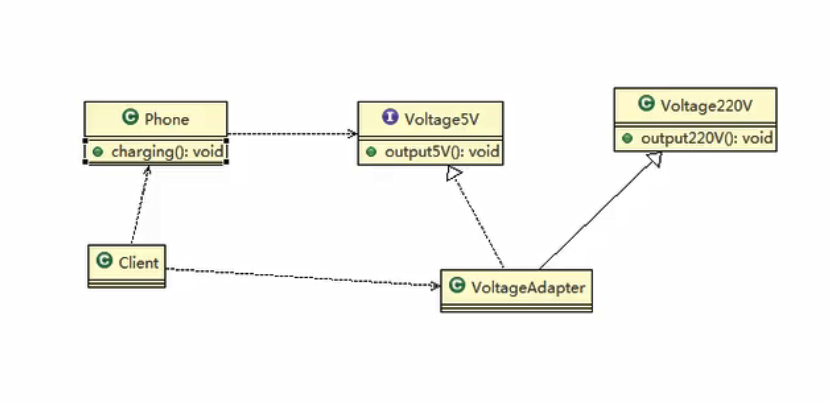 C Phone
charging(): void
I Voltage5V
output5V(): void
C Voltage220V
output220V(): void
C Client
C VoltageAdapter